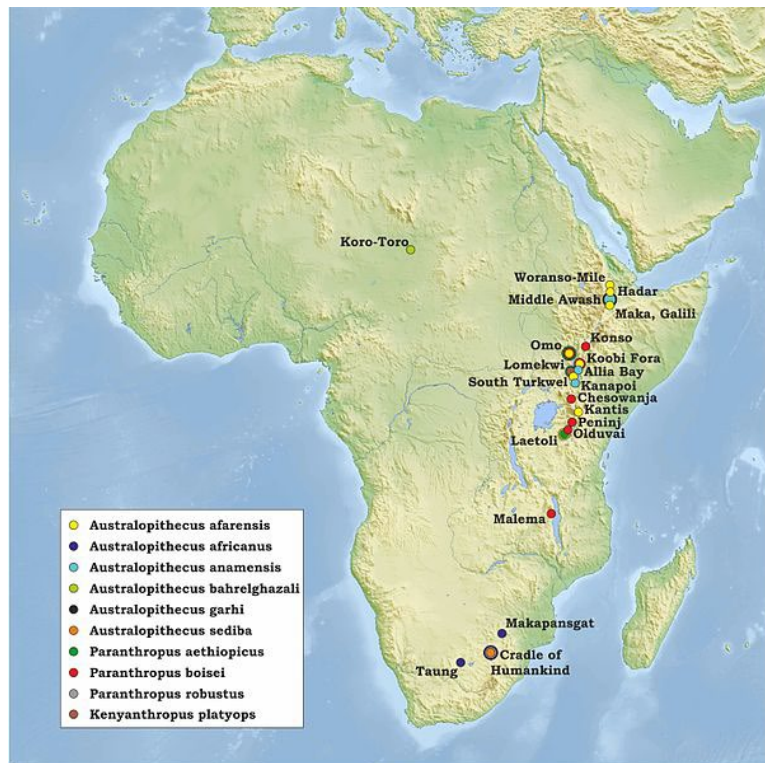 Koro-Toro
Woranso-Mile
Hadar
Middle Awash
Maka, Galili
Konso
Omo
Koobi Fora
Lomekwi
Allia Bay
South Turkwel
Kanapoi
Chesowanja
Kantis
Peninj
Olduvai
Laetoli
Malema
Makapansgat
Cradle of
Humankind
Taung
Australopithecus afarensis
Australopithecus africanus
Australopithecus anamensis
Australopithecus bahrelghazali
Australopithecus garhi
Australopithecus sediba
Paranthropus aethiopicus
Paranthropus boisei
Paranthropus robustus
Kenyanthropus platyops